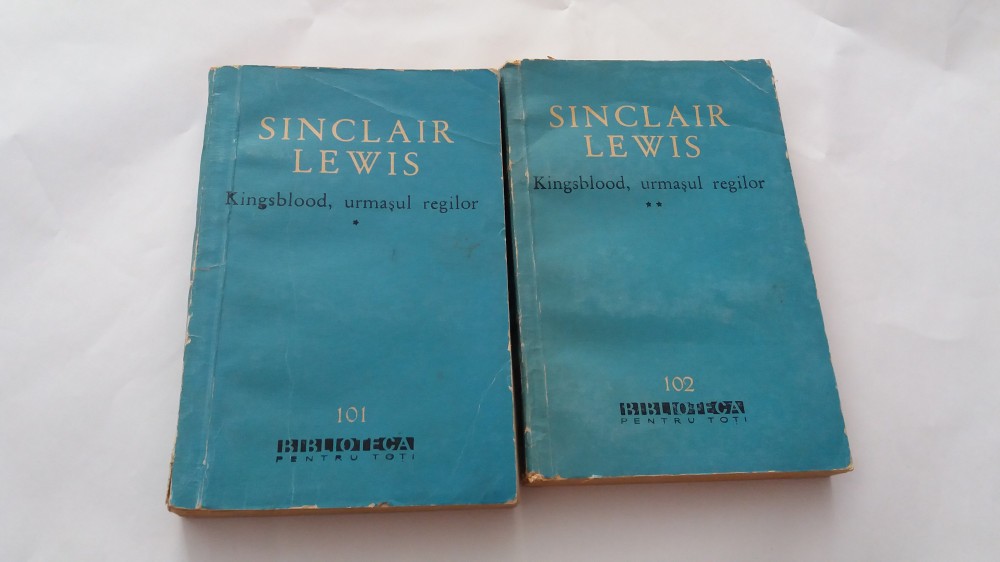 SINCLAIR
LEWIS
Kingsblood, urmașul regilor
*
101
BIBLIOTECA
PENTRU TOȚI
SINCLAIR
LEWIS
Kingsblood, urmașul regilor
**
102
BIBLIOTECA
PENTRU TOȚI